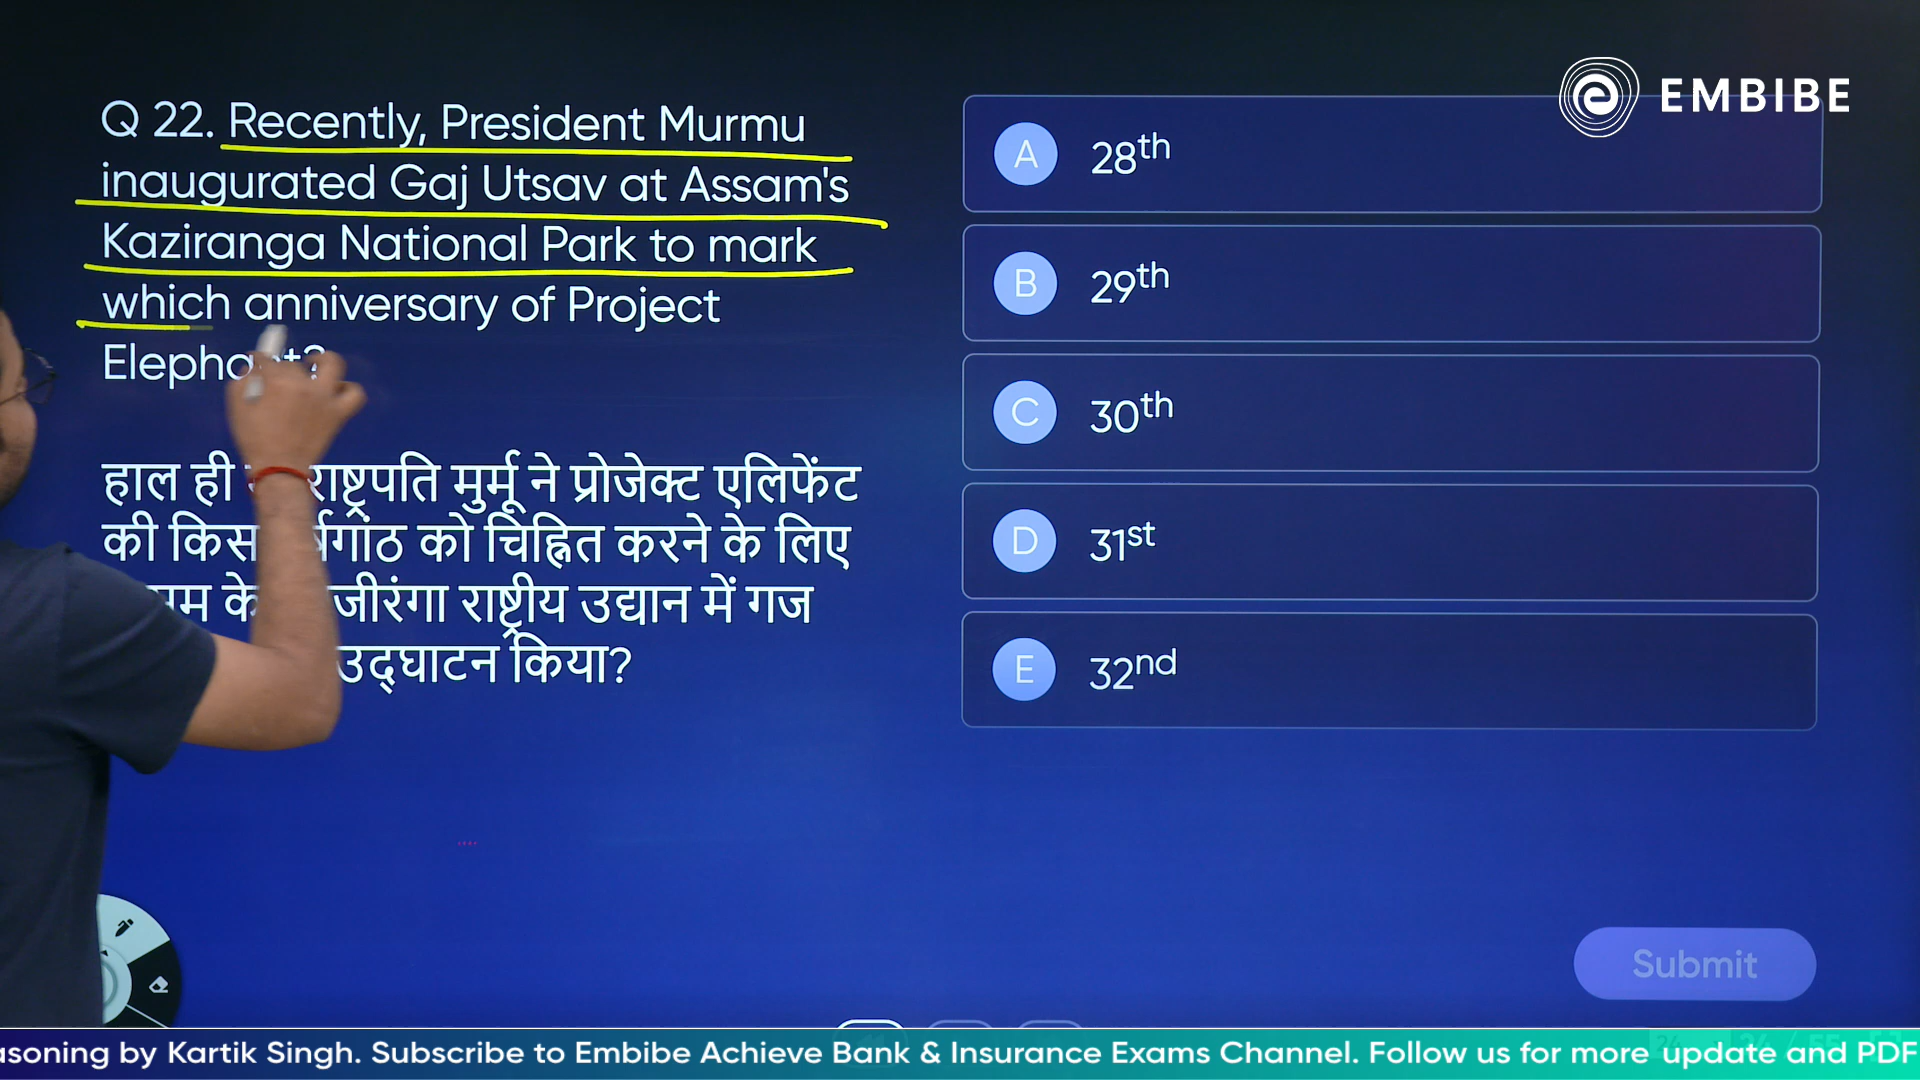 EMBIBE
Q 22. Recently, President Murmu
inaugurated Gaj Utsav at Assam's
Kaziranga National Park to mark
which anniversary of Project
हाल ही राष्ट्रपति मुर्मू ने प्रोजेक्ट एलिफेंट
की किस को चिह्नित करने के लिए
के राष्ट्रीय उद्यान में गज
उद्घाटन किया?
A 28th
B 29th
C 30th
D 31st
E 32nd
Submit
by Kartik Singh. Subscribe to Embibe Achieve Bank & Insurance Exams Channel. Follow us for more update and PDF